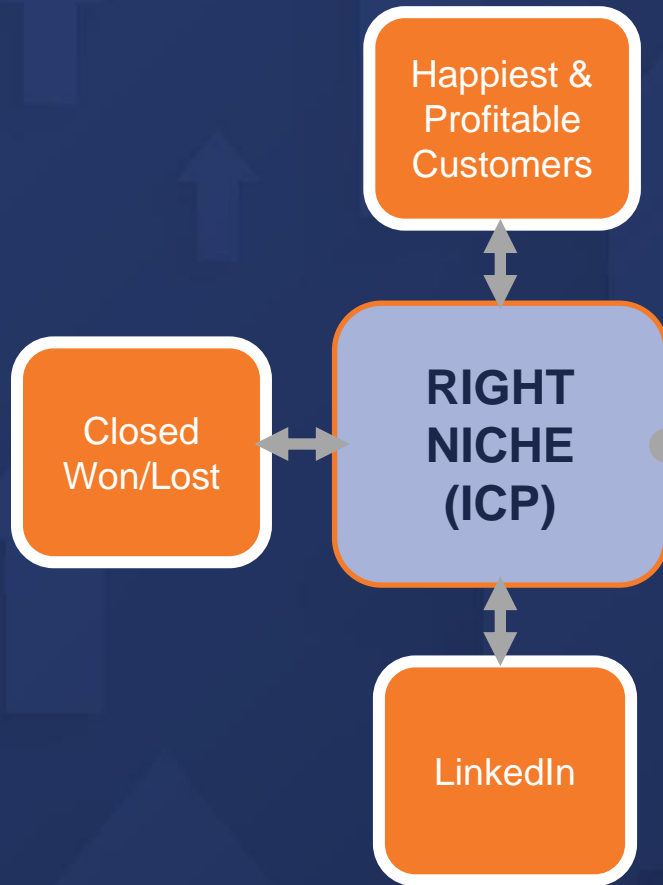 Happiest &
Profitable
Customers
RIGHT
NICHE
(ICP)
Closed
Won/Lost
LinkedIn